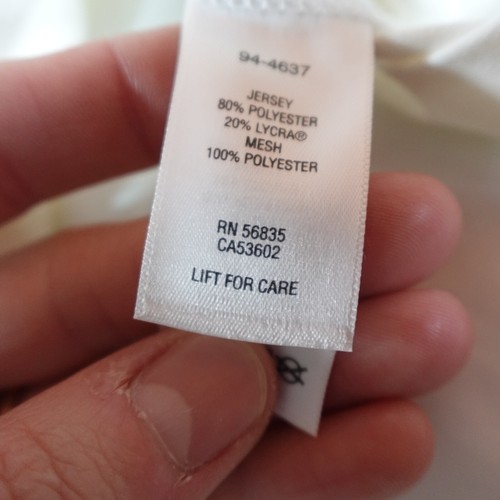 94-4637
JERSEY
80% POLYESTER
20% LYCRA®
MESH
100% POLYESTER
RN 56835
CA53602
LIFT FOR CARE